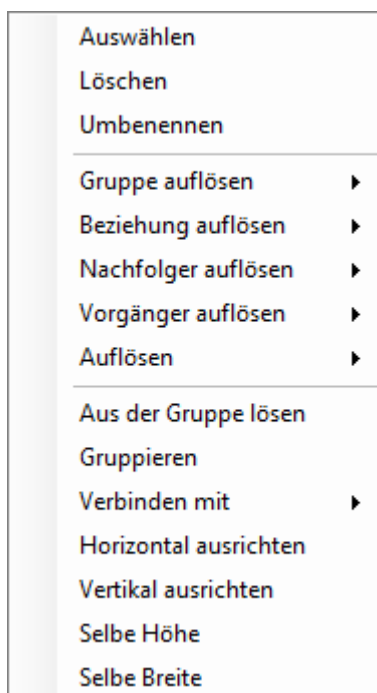 Auswählen
Löschen
Umbenennen
Gruppe auflösen
Beziehung auflösen
Nachfolger auflösen
Vorgänger auflösen
Auflösen
Aus der Gruppe lösen
Gruppieren
Verbinden mit
Horizontal ausrichten
Vertikal ausrichten
Selbe Höhe
Selbe Breite